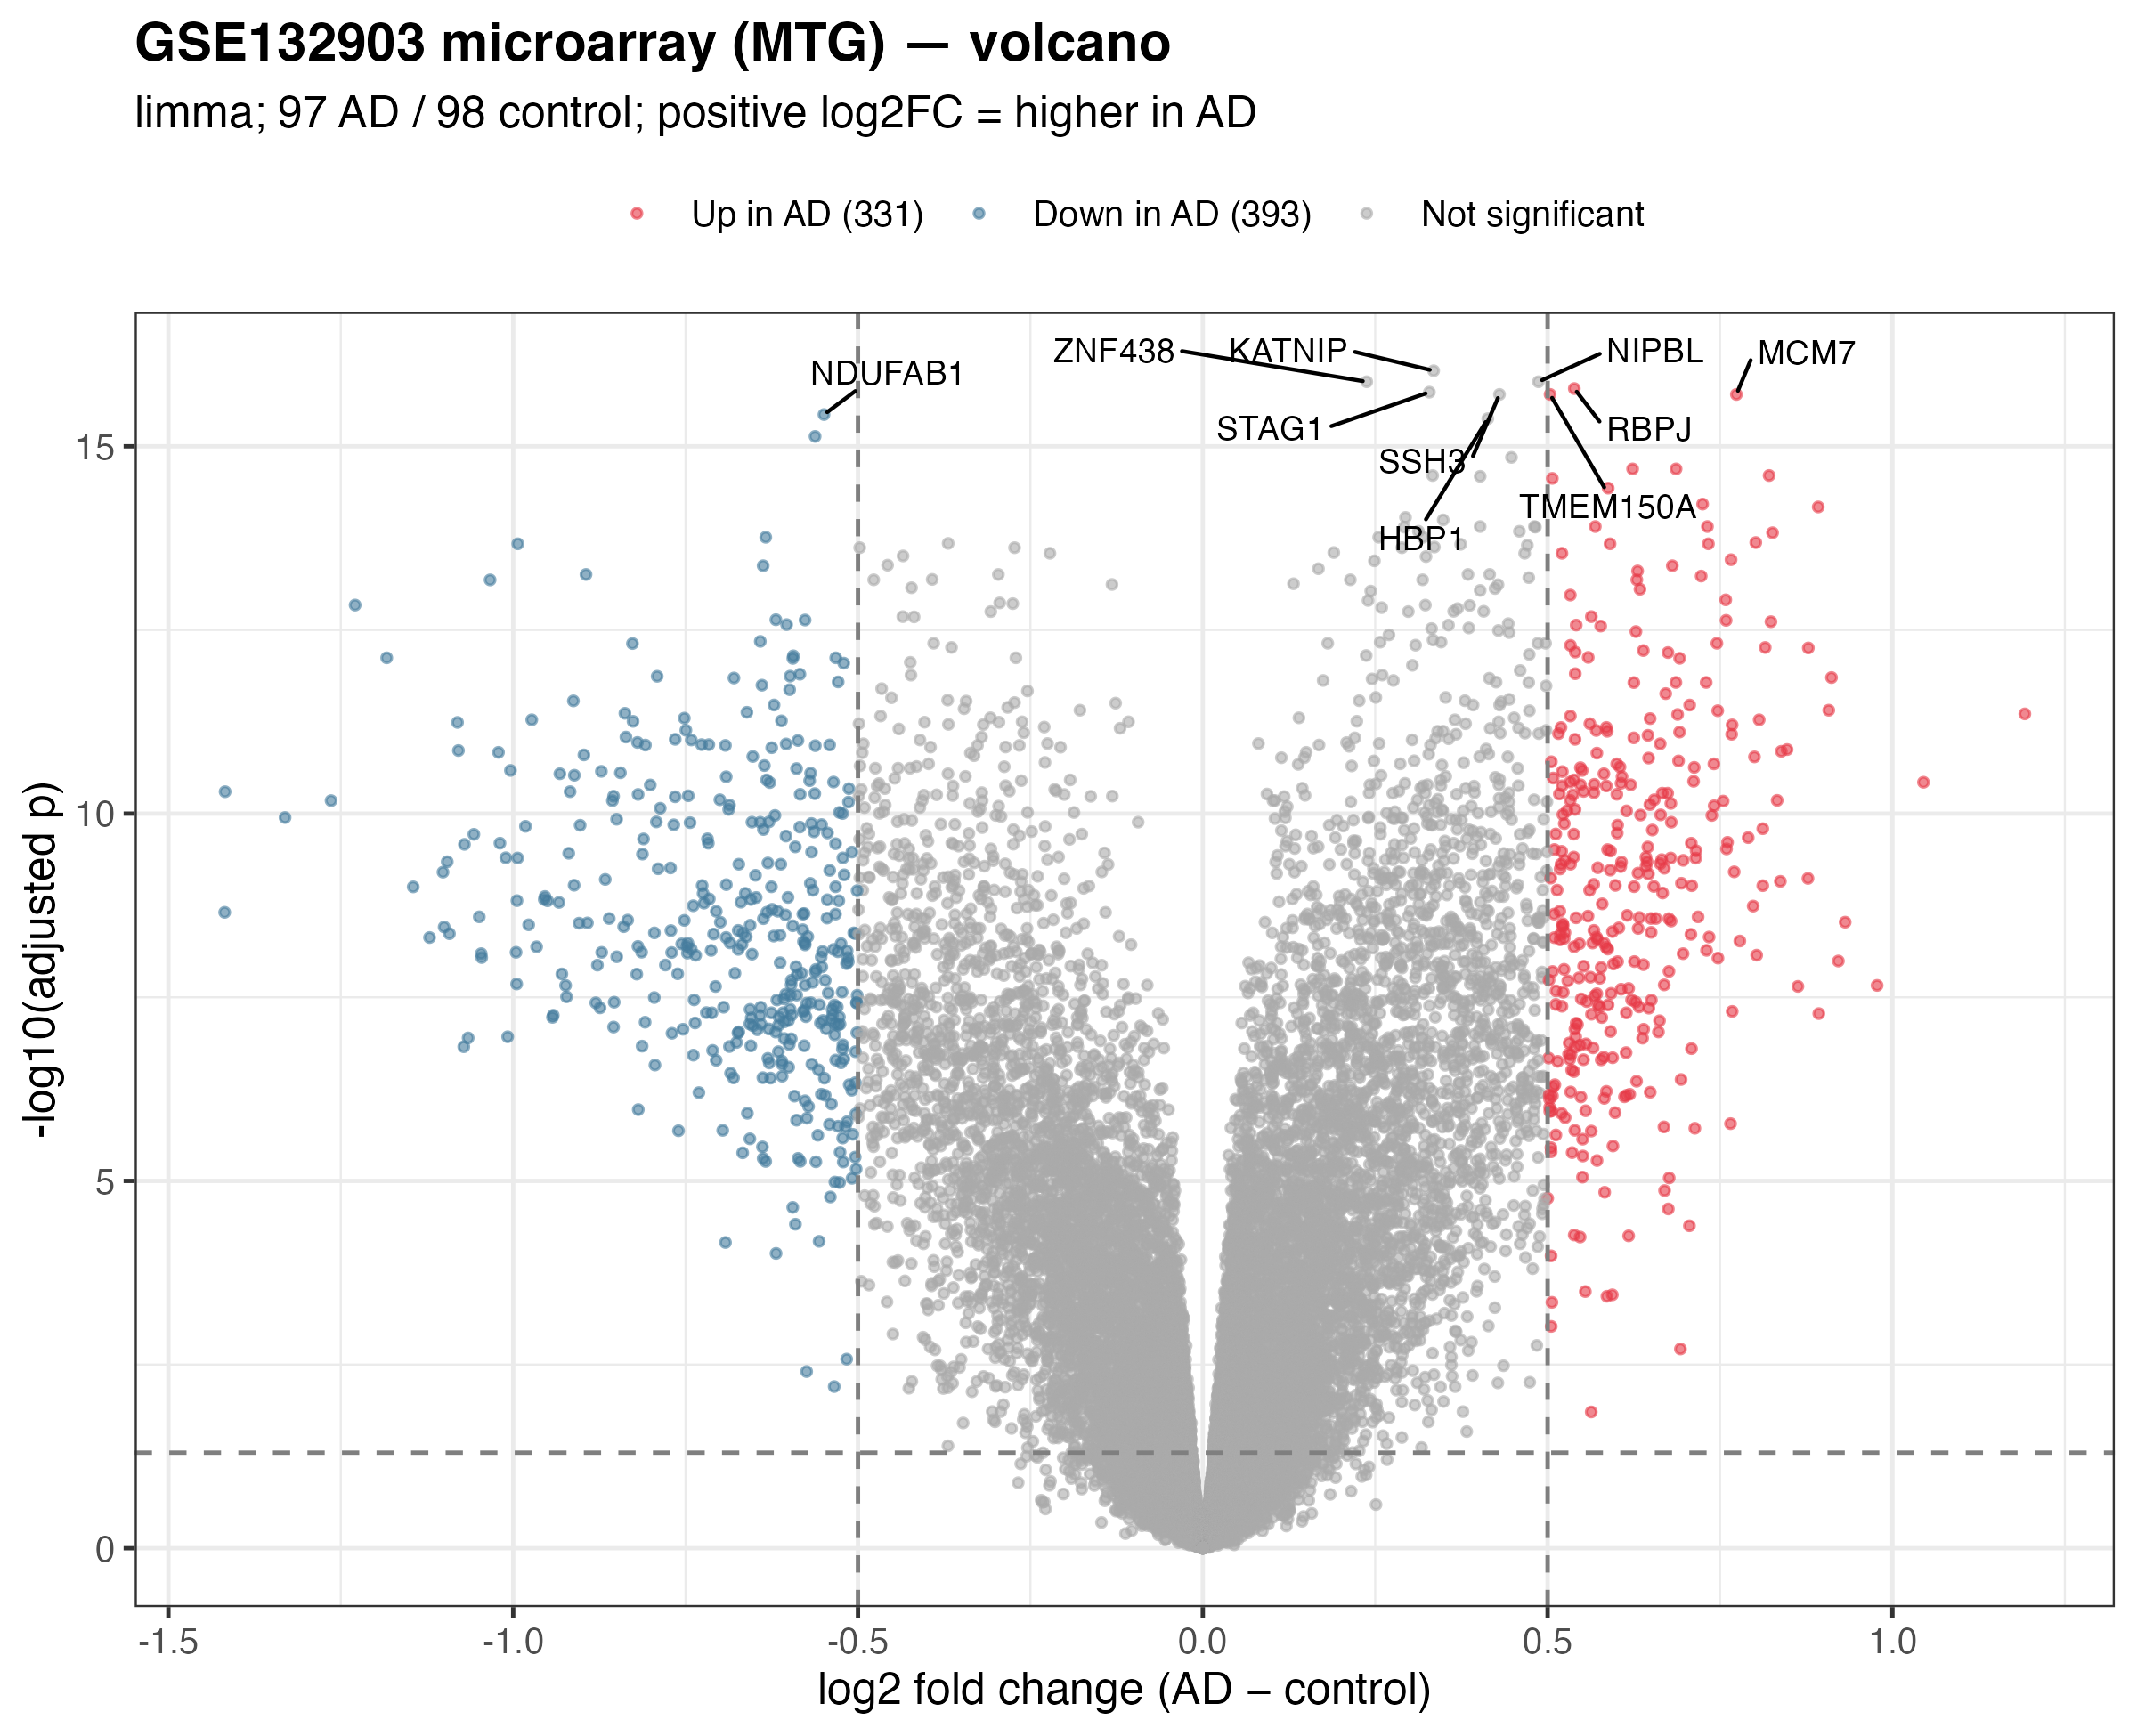 GSE132903 microarray (MTG) — volcano
limma; 97 AD / 98 control; positive log2FC = higher in AD
Up in AD (331) Down in AD (393) Not significant
ZNF438 KATNIP NIPBL MCM7
NDUFAB1
STAG1 RBPJ
SSH3
TMEM150A
HBP1
15
10
5
0
-log10(adjusted p)
-1.5 -1.0 -0.5 0.0 0.5 1.0
log2 fold change (AD – control)